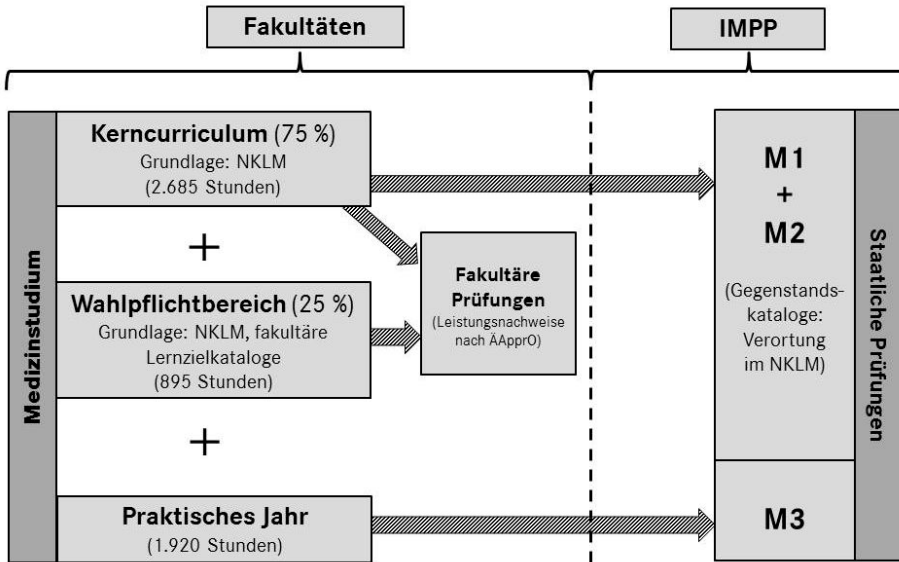 Fakultäten
IMPP
Medizinstudium
Kerncurriculum (75 %)
Grundlage: NKLM
(2.685 Stunden)
+
Wahlpflichtbereich (25 %)
Grundlage: NKLM, fakultäre
Lernzielkataloge
(895 Stunden)
+
Praktisches Jahr
(1.920 Stunden)
Fakultäre
Prüfungen
(Leistungsnachweise
nach ÄApprO)
M1
+
M2
(Gegenstands-
kataloge:
Verortung
im NKLM)
M3
Staatliche Prüfungen